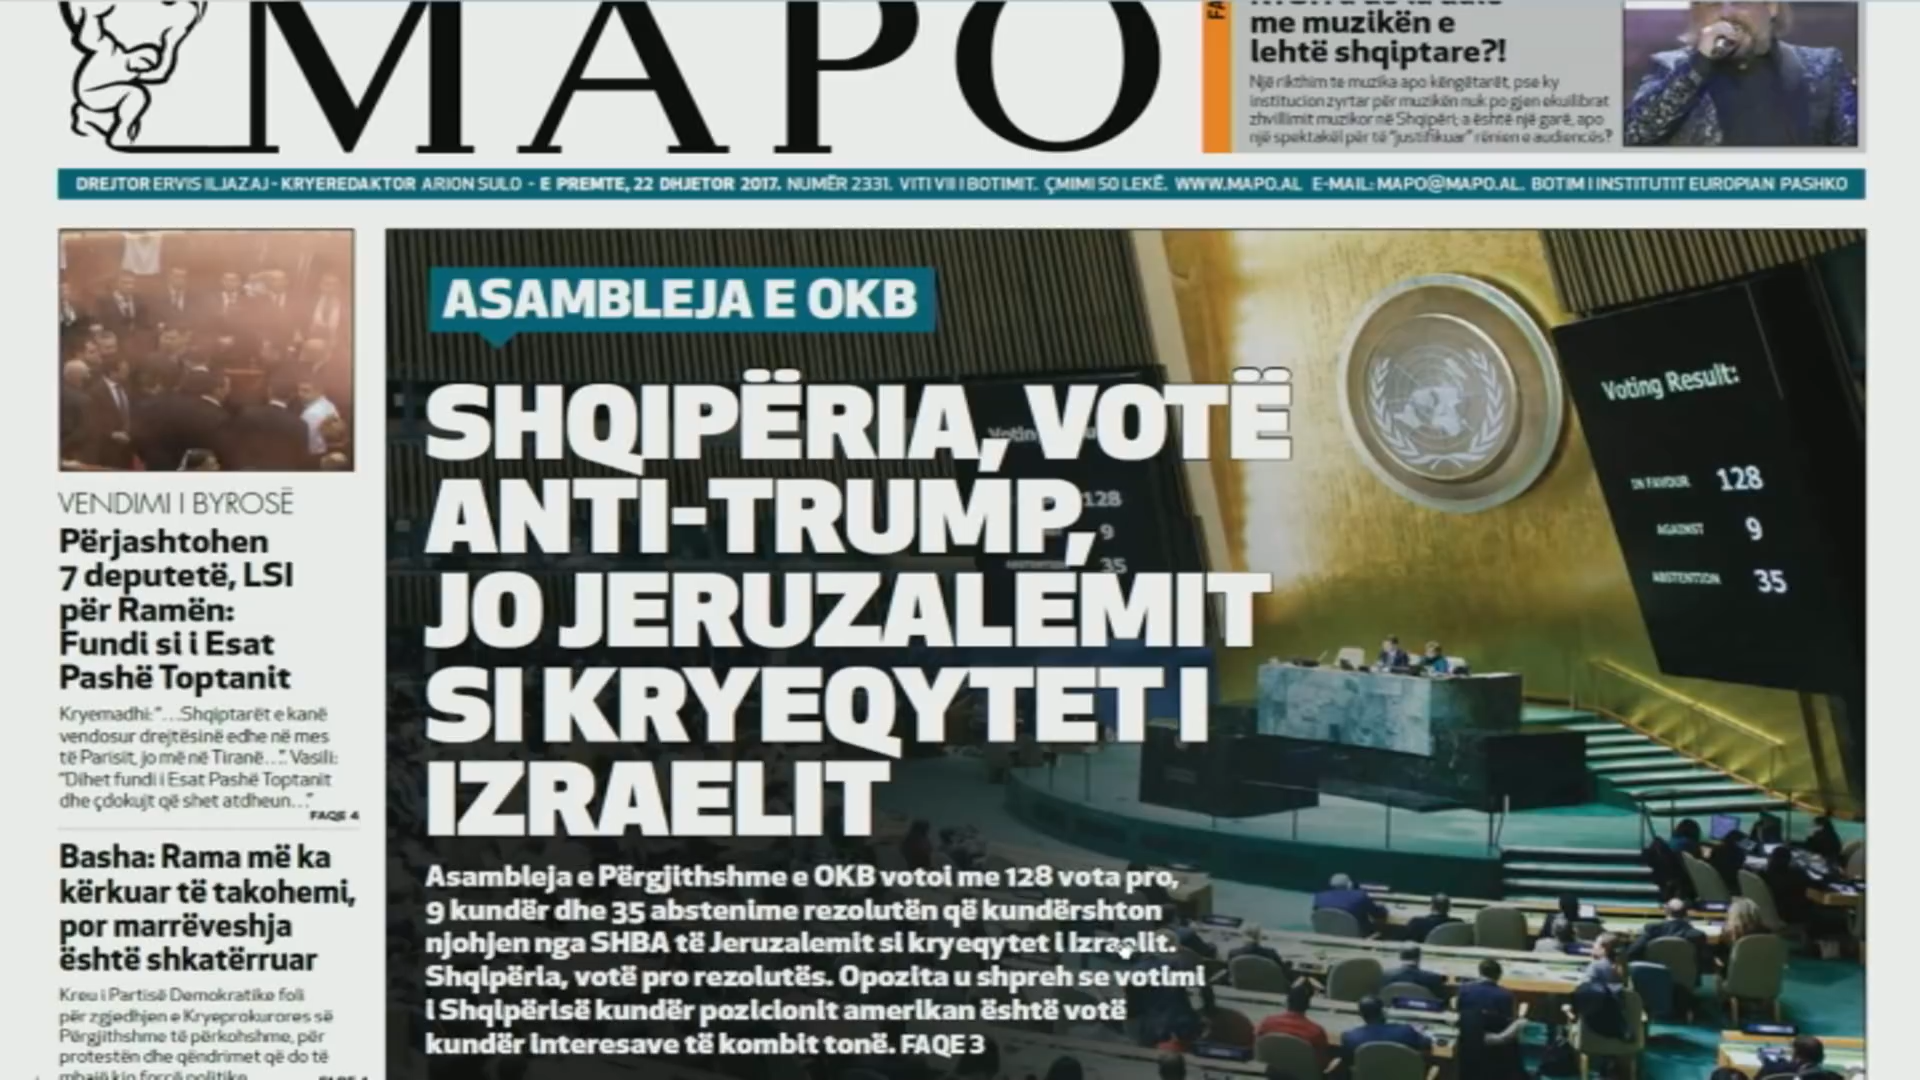 MAPO
me muzikën e
lehtë shqiptare?!
Një rikthim te muzika apo këngëtarët, pse ky
institucion zyrtar për muzikën nuk po gjen ekuilibrat
zhvillimit muzikor në Shqipëri; a është një garë, apo
një spektakël për të "justifikuar" rënien e audiencës?
DREJTOR ERVIS ILJAZAJ - KRYEREDAKTOR ARION SULO - E PREMTE, 22 DHJETOR 2017. NUMËR 2331. VITI VIII I BOTIMIT. ÇMIMI 50 LEKË. WWW.MAPO.AL E-MAIL: MAPO@MAPO.AL. BOTIM I INSTITUTIT EUROPIAN PASHKO
VENDIMI I BYROSË
Përjashtohen
7 deputetë, LSI
për Ramën:
Fundi si i Esat
Pashë Toptanit
Kryemadhi: "...Shqiptarët e kanë
vendosur drejtësinë edhe në mes
të Parisit, jo më në Tiranë...". Vasili:
"Dihet fundi i Esat Pashë Toptanit
dhe çdokujt që shet atdheun..."
FAQE 4
Basha: Rama më ka
kërkuar të takohemi,
por marrëveshja
është shkatërruar
Kreu i Partisë Demokratike foli
për zgjedhjen e Kryeprokurores së
Përgjithshme të përkohshme, për
protestën dhe qëndrimet që do të
mbajë kjo forcë politike
ASAMBLEJA E OKB
SHQIPËRIA, VOTË
ANTI-TRUMP,
JO JERUZALEMIT
SI KRYEQYTET I
IZRAELIT
Asambleja e Përgjithshme e OKB votoi me 128 vota pro,
9 kundër dhe 35 abstenime rezolutën që kundërshton
njohjen nga SHBA të Jeruzalemit si kryeqytet i Izraelit.
Shqipëria, votë pro rezolutës. Opozita u shpreh se votimi
i Shqipërisë kundër pozicionit amerikan është votë
kundër interesave të kombit tonë. FAQE 3
Voting Result:
IN FAVOUR 128
AGAINST 9
ABSTENTION 35
128
9
35